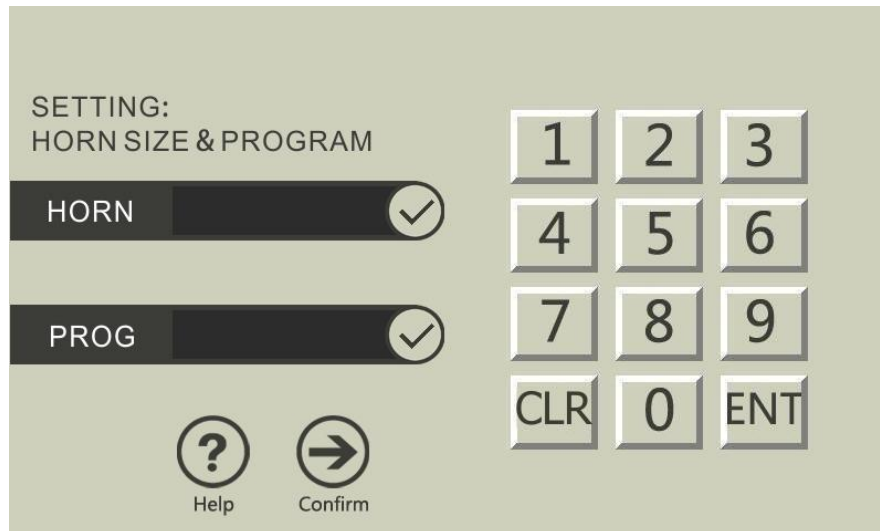 SETTING:
HORN SIZE & PROGRAM
HORN
PROG
?
Help
Confirm
1 2 3
4 5 6
7 8 9
CLR 0 ENT